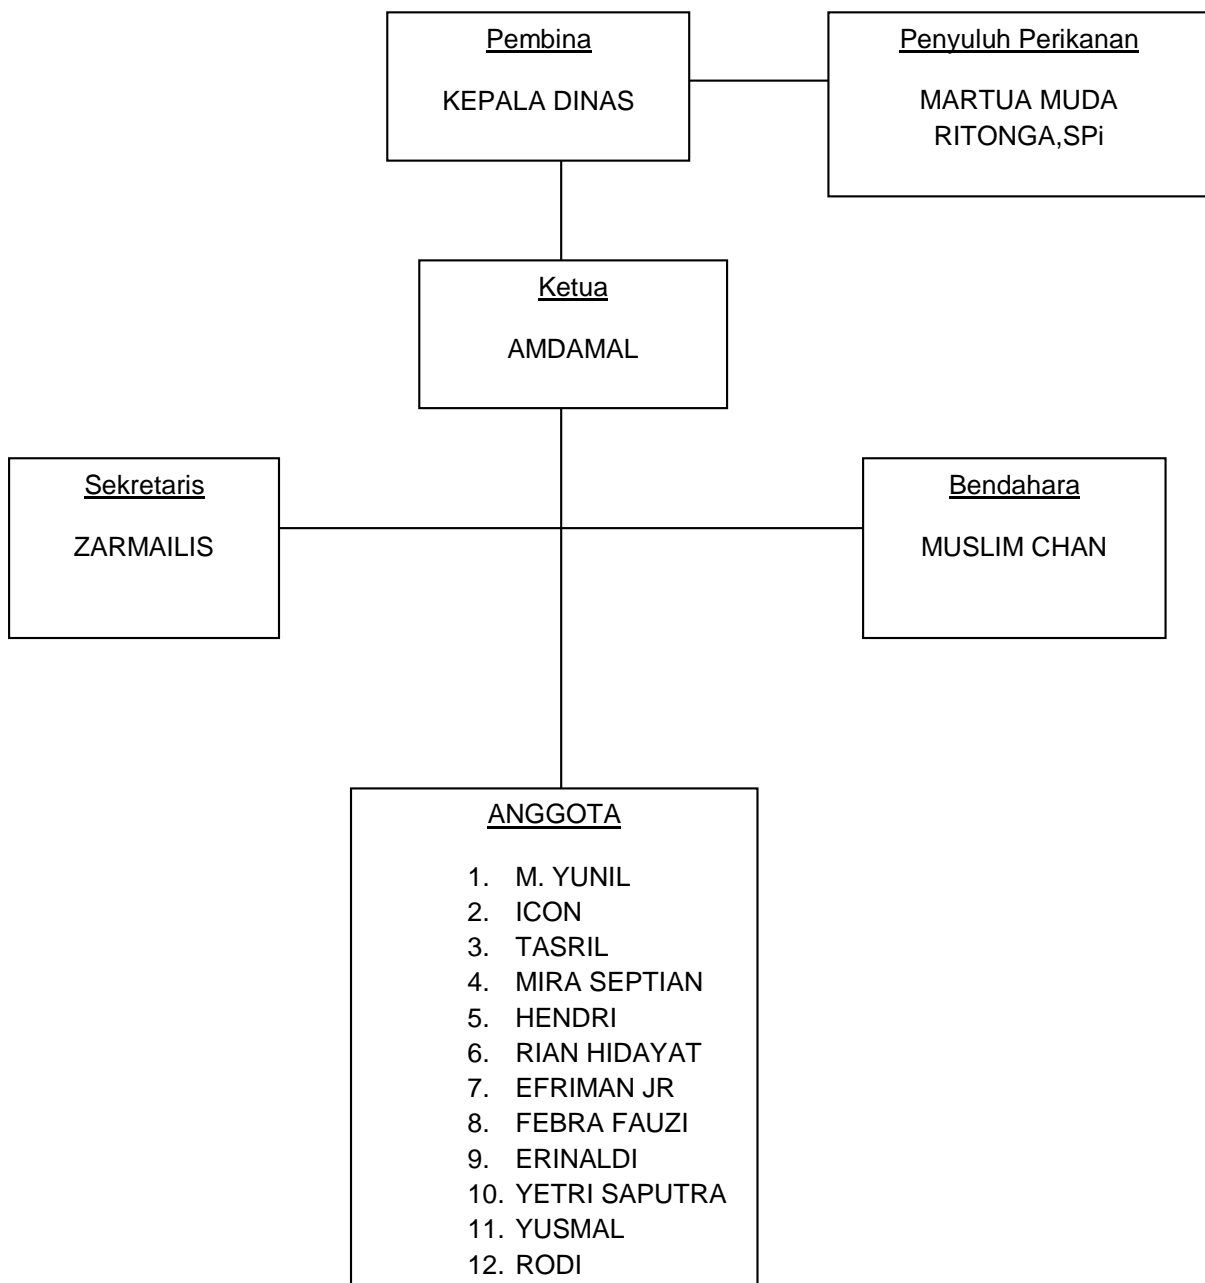 Pembina
KEPALA DINAS
Penyuluh Perikanan
MARTUA MUDA
RITONGA,SPi
Ketua
AMDAMAL
Sekretaris
ZARMAILIS
Bendahara
MUSLIM CHAN
ANGGOTA
1. M. YUNIL
2. ICON
3. TASRIL
4. MIRA SEPTIAN
5. HENDRI
6. RIAN HIDAYAT
7. EFRIMAN JR
8. FEBRA FAUZI
9. ERINALDI
10. YETRI SAPUTRA
11. YUSMAL
12. RODI